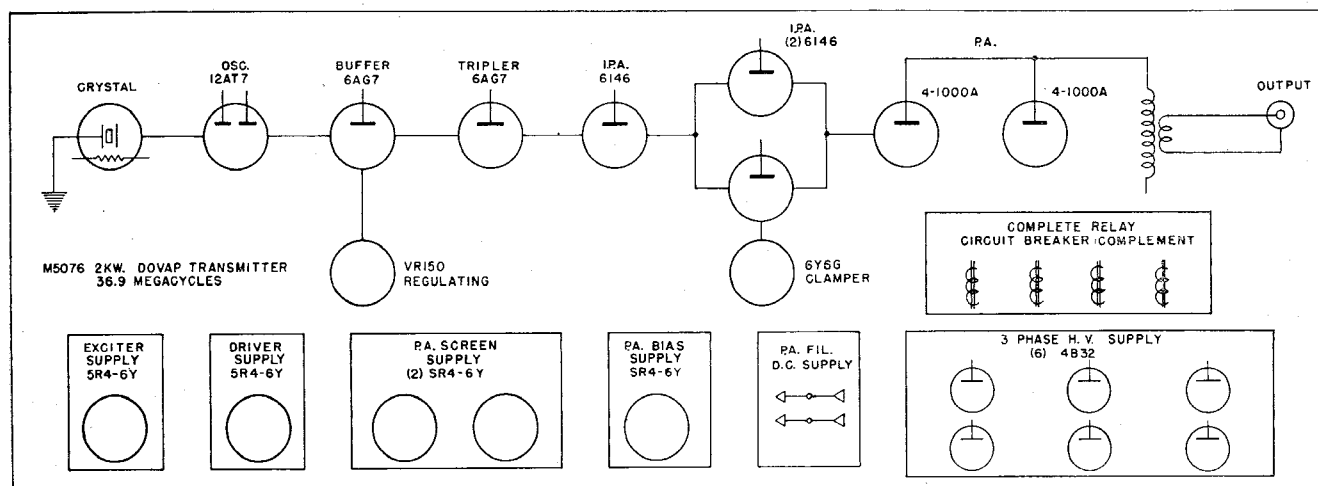 CRYSTAL
OSC.
12AT7
BUFFER
6AG7
TRIPLER
6AG7
I.P.A.
6146
I.P.A.
(2) 6146
P.A.
4-1000A
4-1000A
OUTPUT
M5076 2KW. DOVAP TRANSMITTER
36.9 MEGACYCLES
VR150
REGULATING
6Y6G
CLAMPER
COMPLETE RELAY
CIRCUIT BREAKER COMPLEMENT
EXCITER
SUPPLY
5R4-6Y
DRIVER
SUPPLY
5R4-6Y
P.A. SCREEN
SUPPLY
(2) SR4-6Y
P.A. BIAS
SUPPLY
SR4-6Y
P.A. FIL.
D.C. SUPPLY
3 PHASE H. V. SUPPLY
(6) 4B32